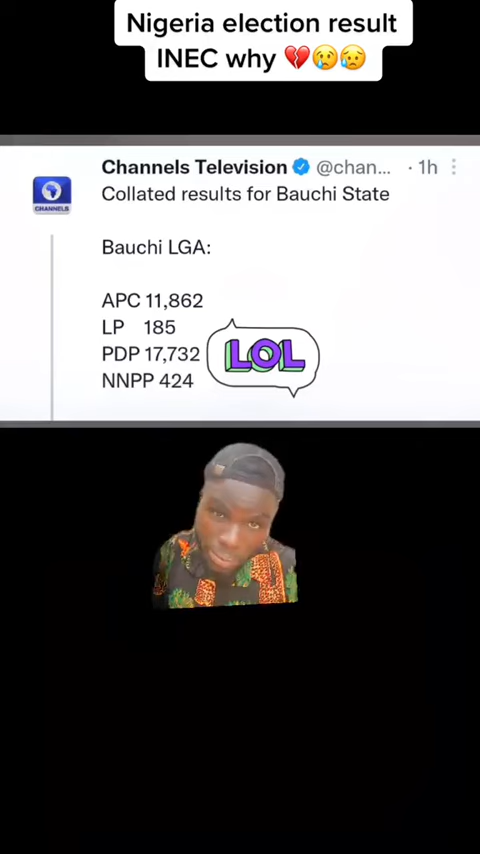 Nigeria election result
INEC why 💔😢😥
Channels Television @chan... · 1h
CHANNELS
Collated results for Bauchi State
Bauchi LGA:
APC 11,862
LP 185
PDP 17,732
NNPP 424
LOL